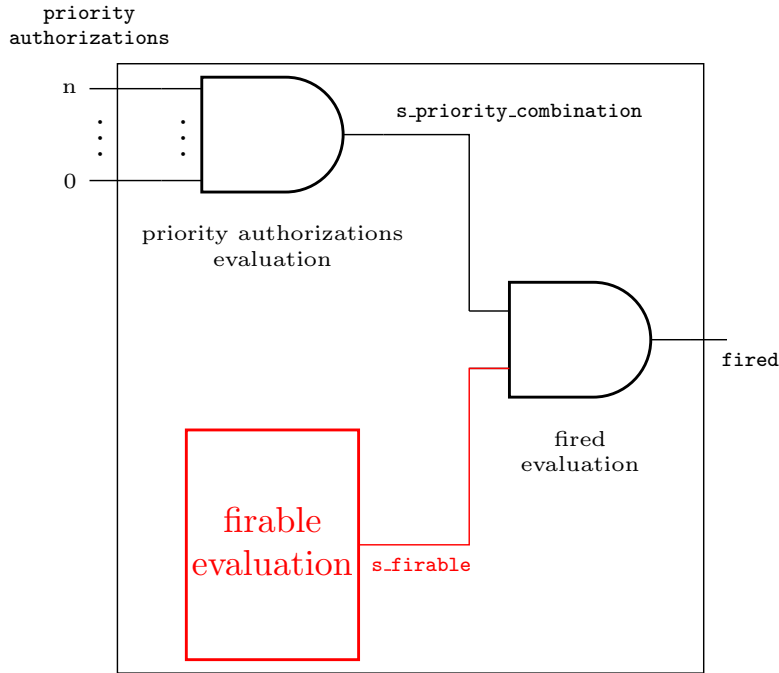 priority
authorizations
n
s_priority_combination
0
priority authorizations
evaluation
fired
fired
evaluation
firable
evaluation
s_firable